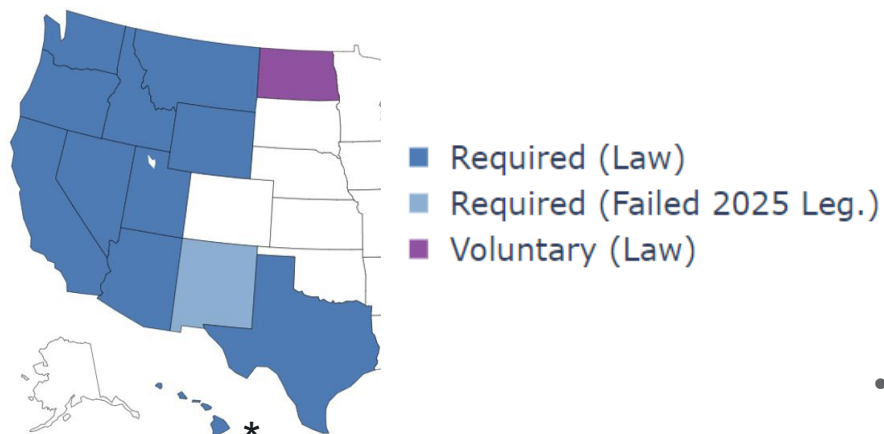 Required (Law)
Required (Failed 2025 Leg.)
Voluntary (Law)
*